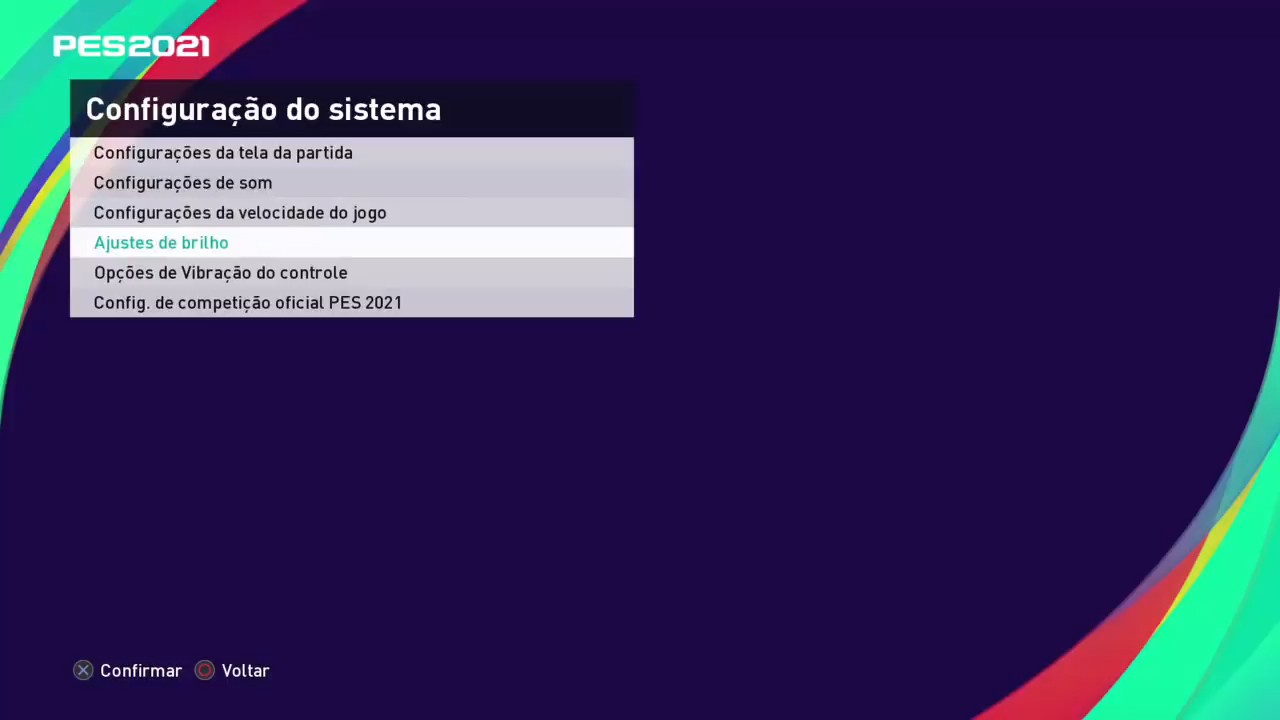 PES2021
Configuração do sistema
Configurações da tela da partida
Configurações de som
Configurações da velocidade do jogo
Ajustes de brilho
Opções de Vibração do controle
Config. de competição oficial PES 2021
Confirmar Voltar